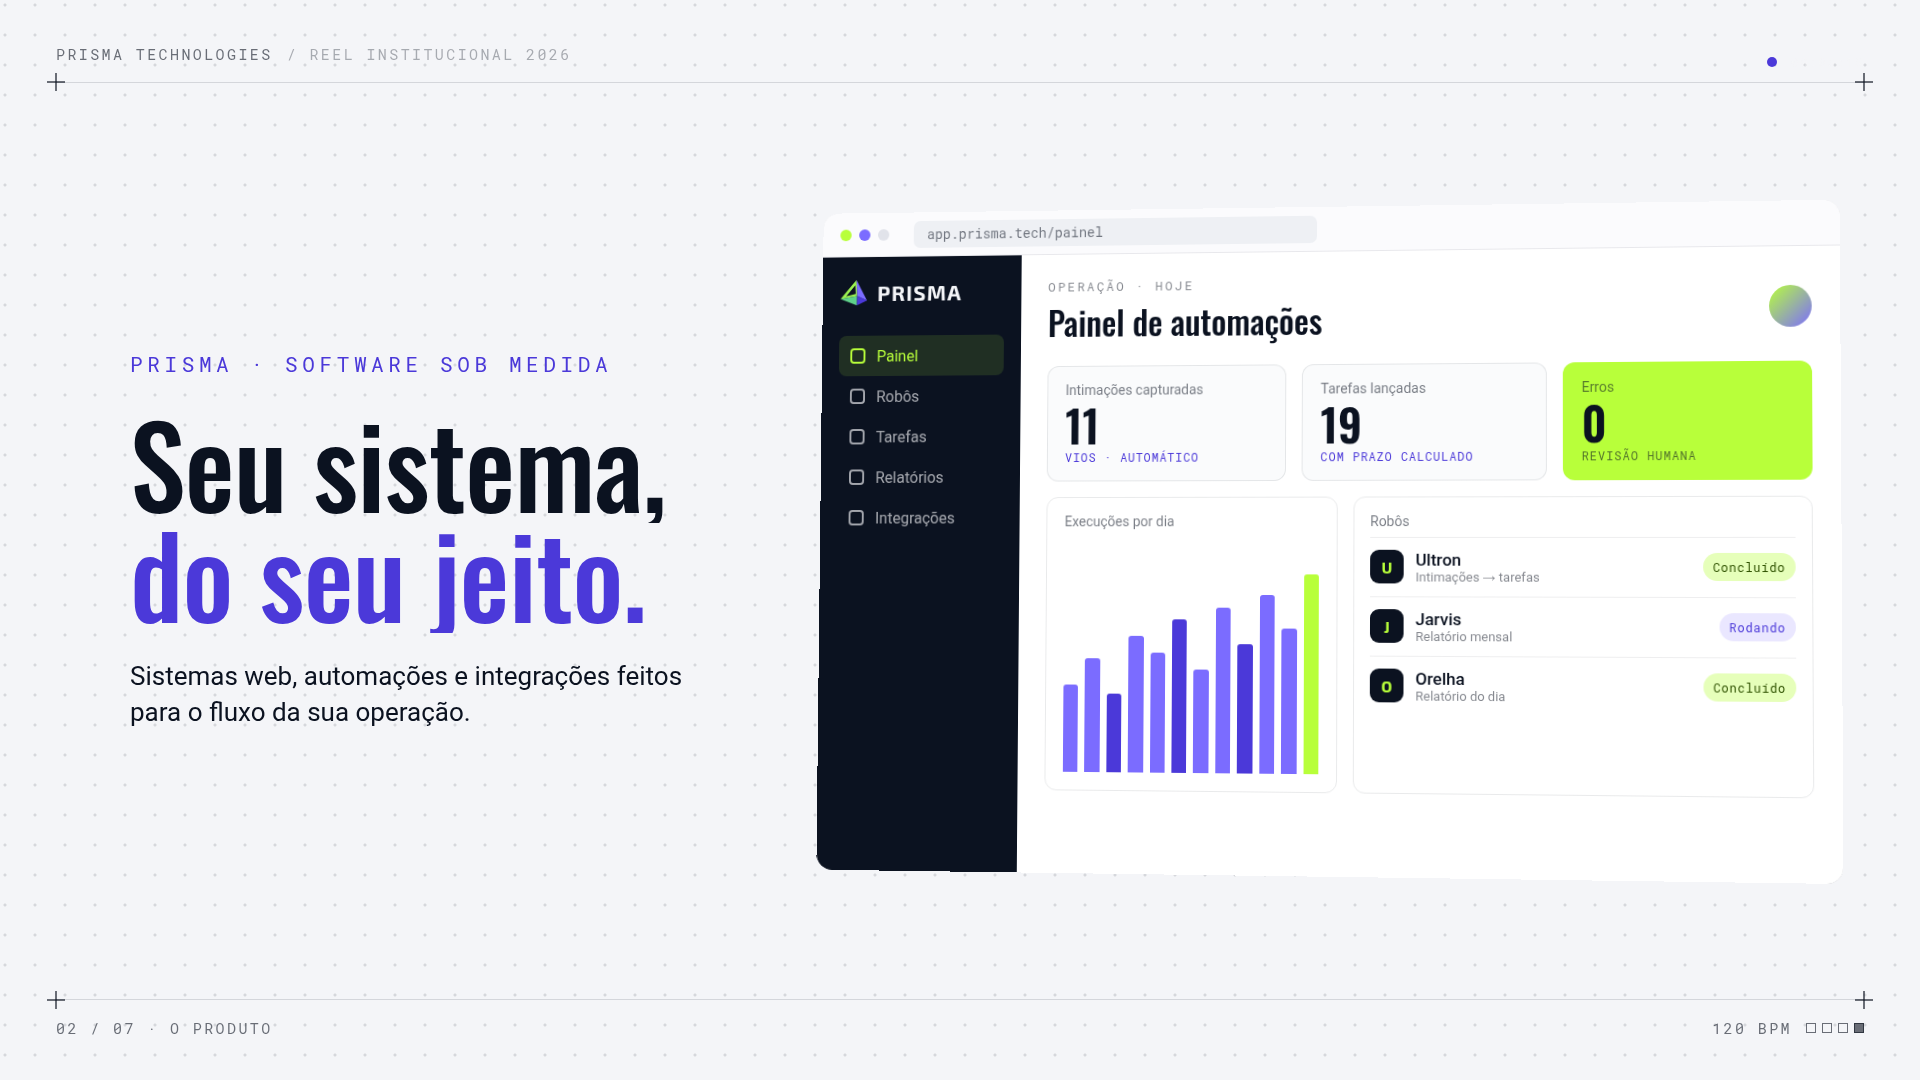 PRISMA TECHNOLOGIES / REEL INSTITUCIONAL 2026
PRISMA · SOFTWARE SOB MEDIDA
Seu sistema,
do seu jeito.
Sistemas web, automações e integrações feitos
para o fluxo da sua operação.
app.prisma.tech/painel
PRISMA
Painel
Robôs
Tarefas
Relatórios
Integrações
OPERAÇÃO · HOJE
Painel de automações
Intimações capturadas
11
VIOS · AUTOMÁTICO
Tarefas lançadas
19
COM PRAZO CALCULADO
Erros
0
REVISÃO HUMANA
Execuções por dia
Robôs
U
Ultron
Intimações → tarefas
Concluído
J
Jarvis
Relatório mensal
Rodando
O
Orelha
Relatório do dia
Concluído
02 / 07 · O PRODUTO
120 BPM